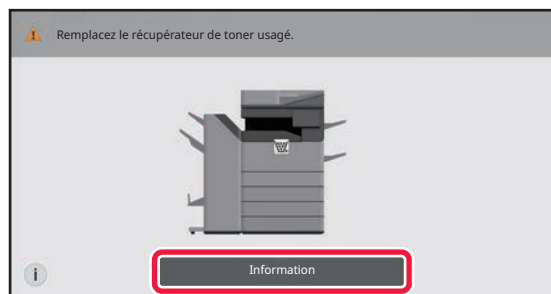 Remplacez le récupérateur de toner usagé.
i
Information